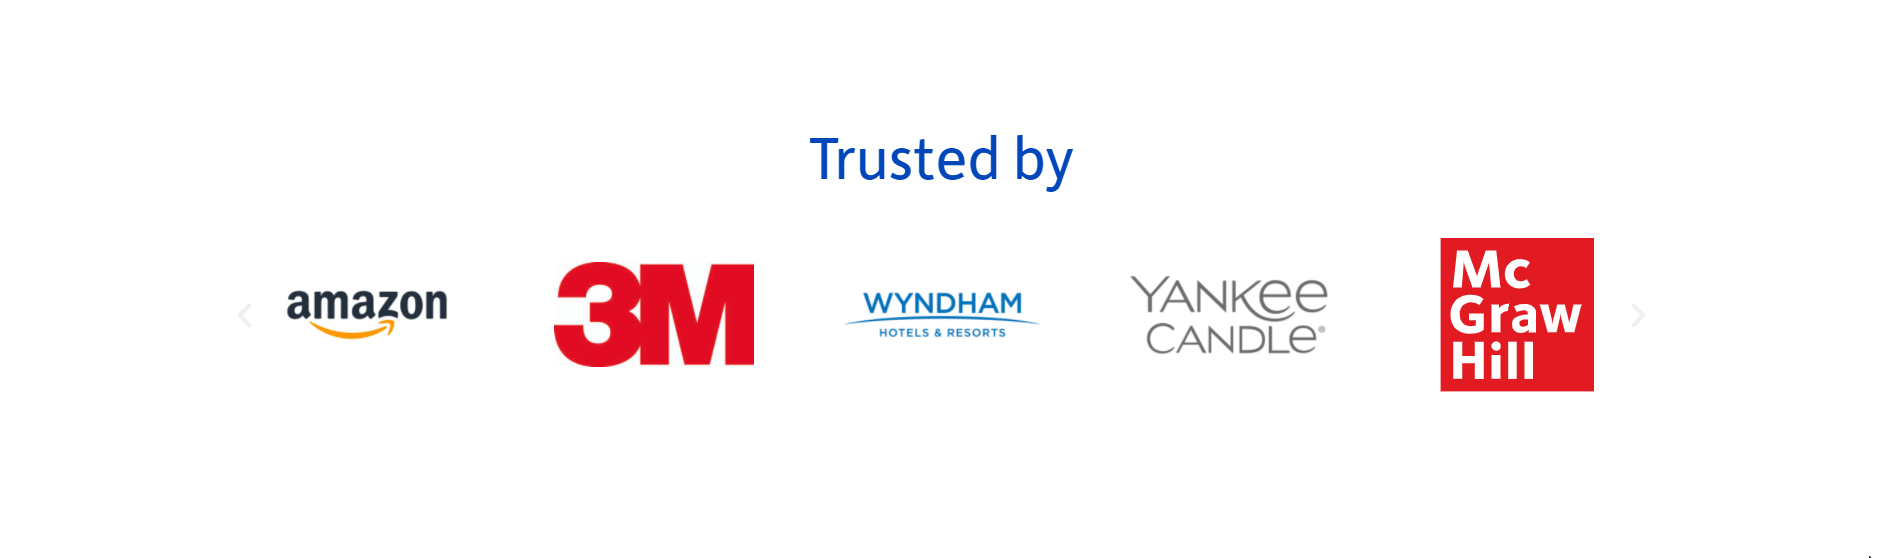 Trusted by
amazon
3M
WYNDHAM
HOTELS & RESORTS
YANKEE
CANDLE®
Mc
Graw
Hill